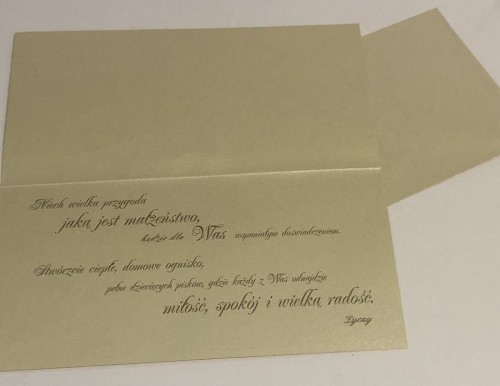 Niech wielka przygoda
jaką jest małżeństwo,
będzie dla Was wspaniałym doświadczeniem.
Stwórzcie ciepłe, domowe ognisko,
pełne dziecięcych pisków, gdzie każdy z Was odnajdzie
miłość, spokój i wielką radość.
Życzy